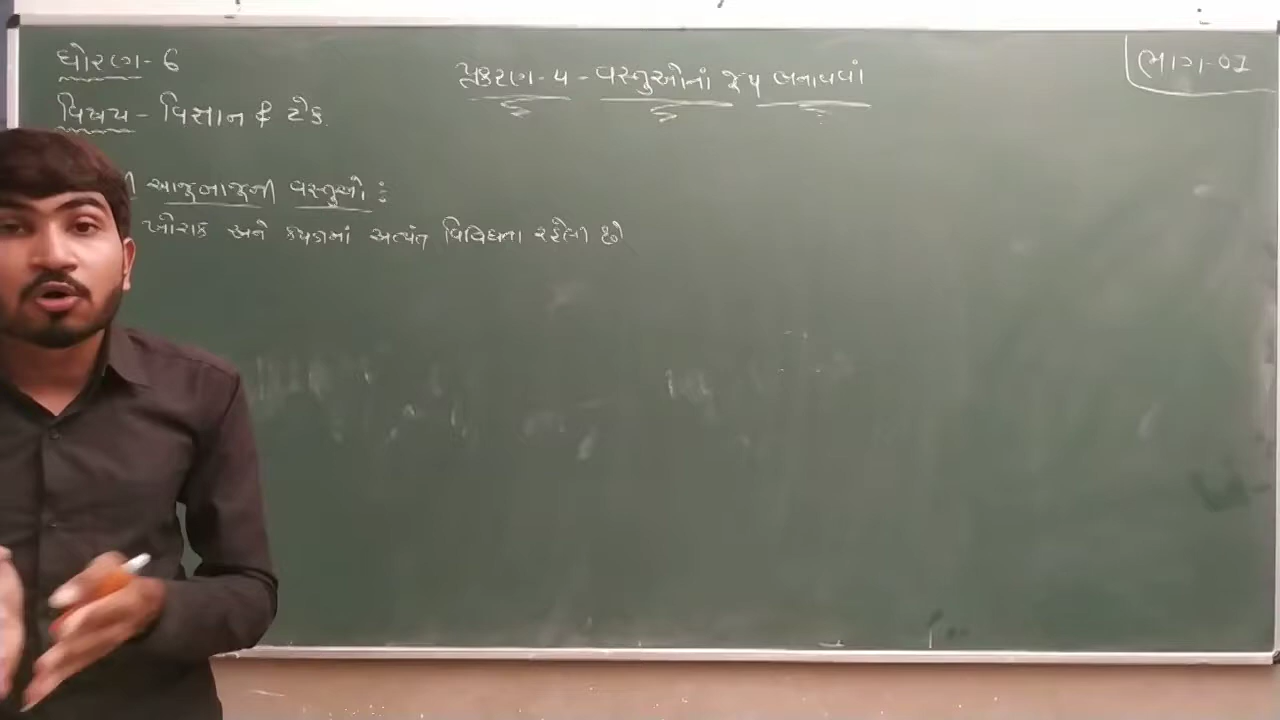 ધોરણ - 6
પ્રકરણ - 4 - વસ્તુઓનાં જૂથ બનાવવાં
ભાગ - 01
વિષય - વિજ્ઞાન & ટેક
આજૂબાજૂની વસ્તુઓ :
ખોરાક અને કપડામાં અત્યંત વિવિધતા રહેલી છે